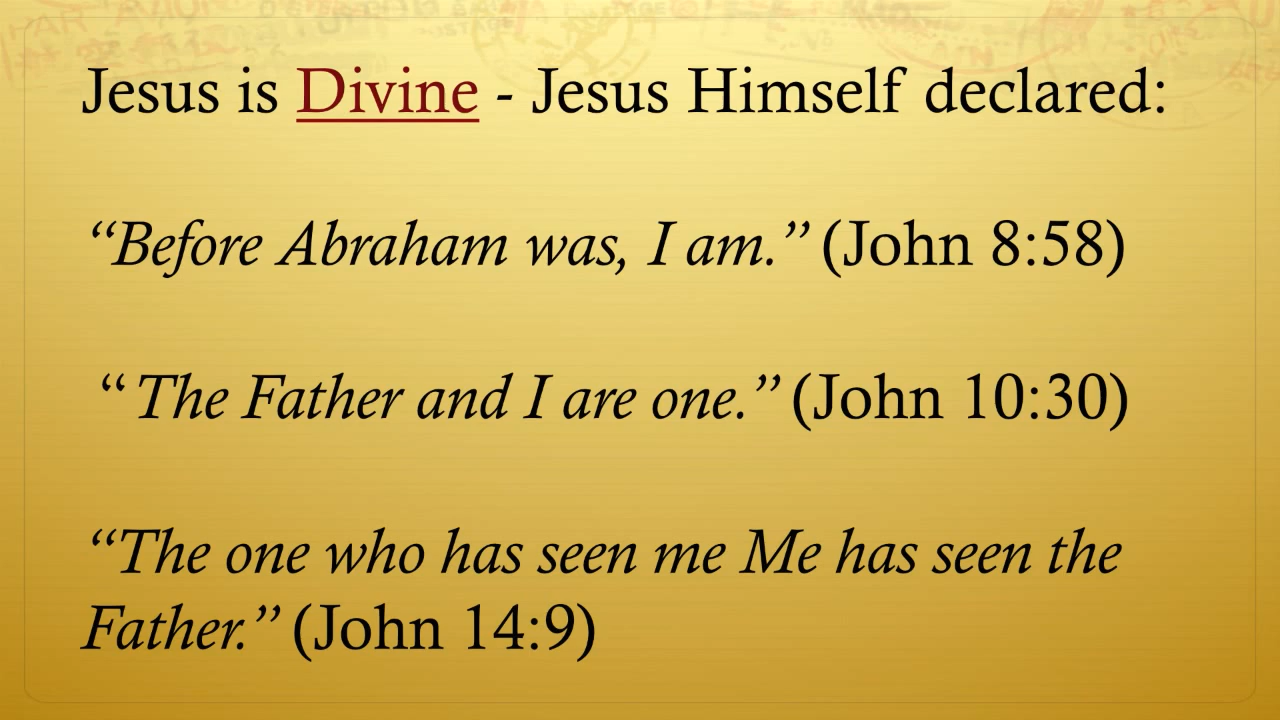 Jesus is Divine - Jesus Himself declared:
“Before Abraham was, I am.” (John 8:58)
“The Father and I are one.” (John 10:30)
“The one who has seen me Me has seen the
Father.” (John 14:9)